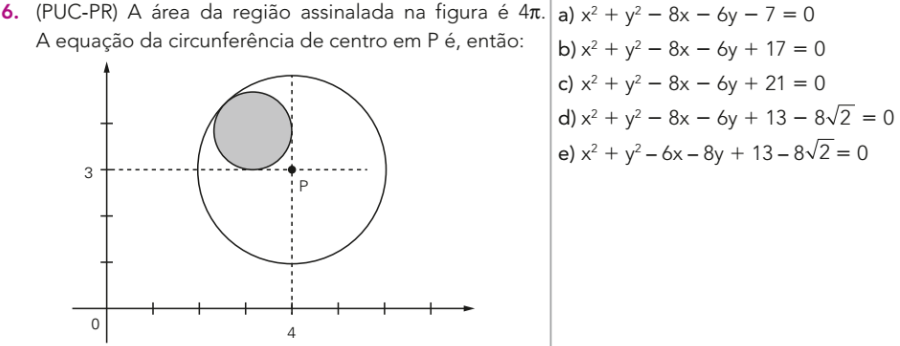 6. (PUC-PR) A área da região assinalada na figura é 4π.
A equação da circunferência de centro em P é, então:
3
P
0
4
a) x² + y² – 8x – 6y – 7 = 0
b) x² + y² – 8x – 6y + 17 = 0
c) x² + y² – 8x – 6y + 21 = 0
d) x² + y² – 8x – 6y + 13 – 8√2 = 0
e) x² + y² – 6x – 8y + 13 – 8√2 = 0